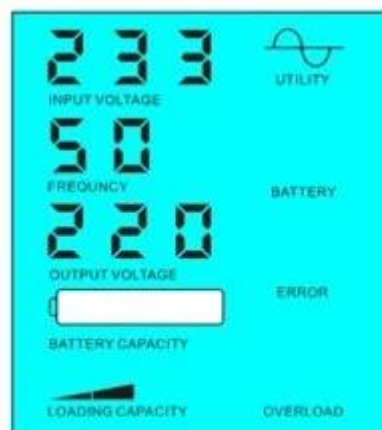 233
UTILITY
INPUT VOLTAGE
50
FREQUNCY
BATTERY
220
OUTPUT VOLTAGE
ERROR
BATTERY CAPACITY
LOADING CAPACITY
OVERLOAD